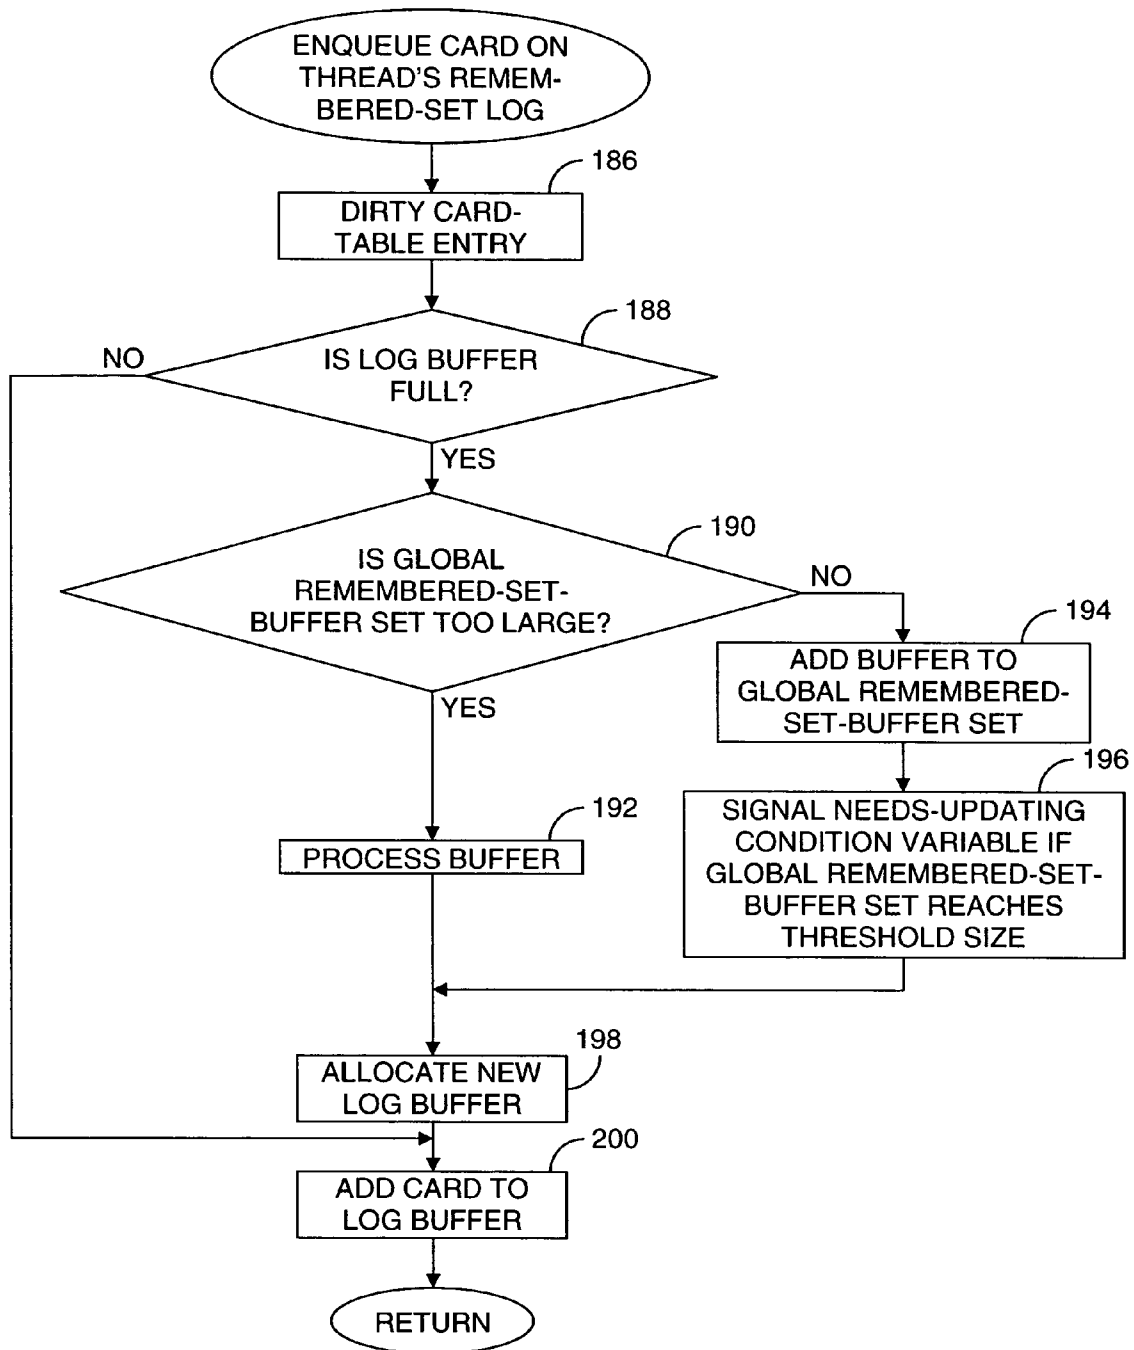 ENQUEUE CARD ON
THREAD'S REMEM-
BERED-SET LOG
186
DIRTY CARD-
TABLE ENTRY
188
NO
IS LOG BUFFER
FULL?
YES
190
IS GLOBAL
REMEMBERED-SET-
BUFFER SET TOO LARGE?
NO
194
ADD BUFFER TO
GLOBAL REMEMBERED-
SET-BUFFER SET
YES
196
SIGNAL NEEDS-UPDATING
CONDITION VARIABLE IF
GLOBAL REMEMBERED-SET-
BUFFER SET REACHES
THRESHOLD SIZE
192
PROCESS BUFFER
198
ALLOCATE NEW
LOG BUFFER
200
ADD CARD TO
LOG BUFFER
RETURN